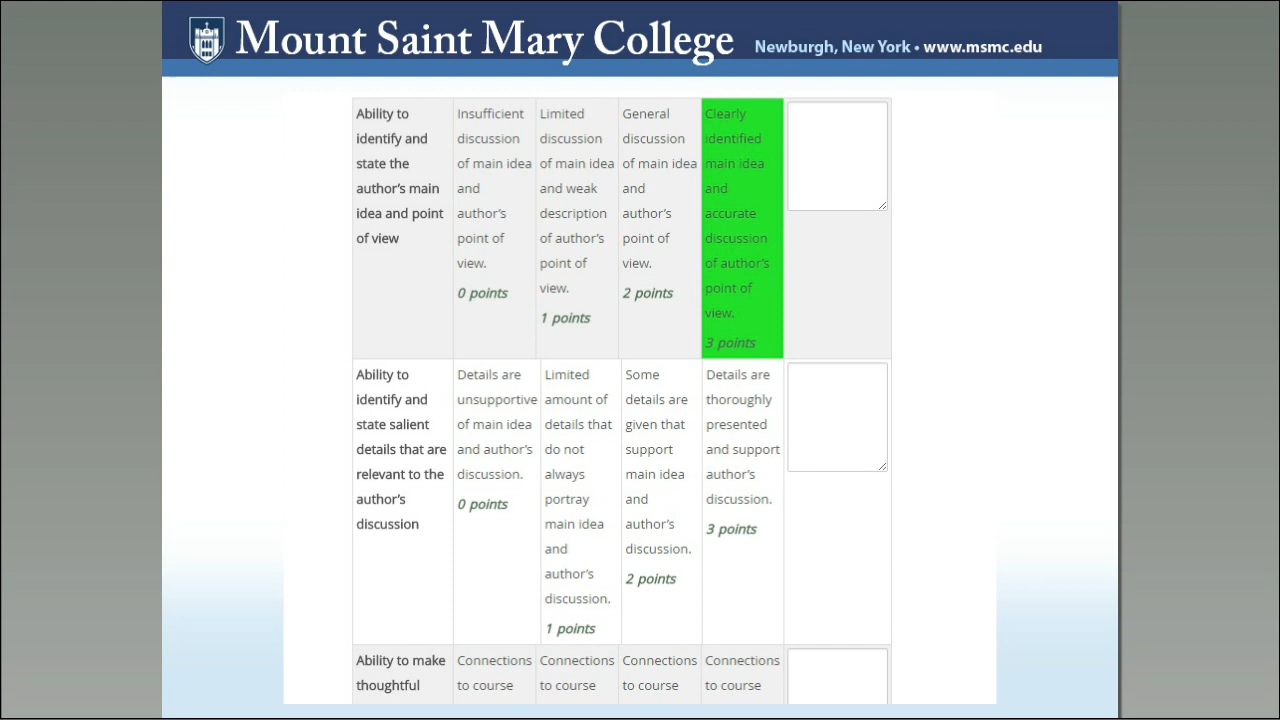 Mount Saint Mary College Newburgh, New York • www.msmc.edu
Ability to
identify and
state the
author's main
idea and point
of view
Insufficient
discussion
of main idea
and
author's
point of
view.
0 points
Limited
discussion
of main idea
and weak
description
of author's
point of
view.
1 points
General
discussion
of main idea
and
author's
point of
view.
2 points
Clearly
identified
main idea
and
accurate
discussion
of author's
point of
view.
3 points
Ability to
identify and
state salient
details that are
relevant to the
author's
discussion
Details are
unsupportive
of main idea
and author's
discussion.
0 points
Limited
amount of
details that
do not
always
portray
main idea
and
author's
discussion.
1 points
Some
details are
given that
support
main idea
and
author's
discussion.
2 points
Details are
thoroughly
presented
and support
author's
discussion.
3 points
Ability to make
thoughtful
Connections
to course
Connections
to course
Connections
to course
Connections
to course